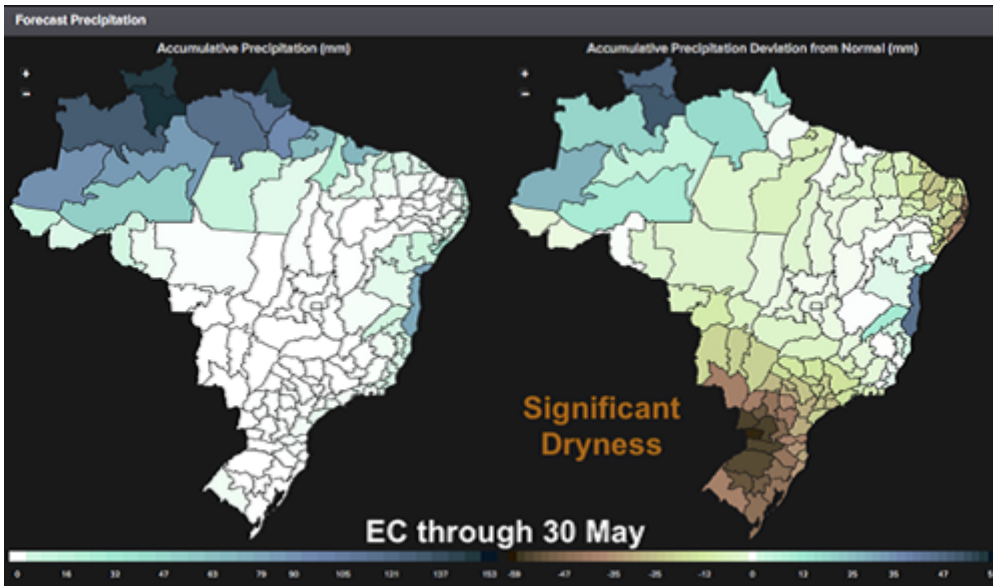 Forecast Precipitation
Accumulative Precipitation (mm)
Accumulative Precipitation Deviation from Normal (mm)
+
+
−
−
Significant
Dryness
EC through 30 May
0 16 32 47 63 79 90 105 121 137 153 -59 -47 -35 -25 -12 0 12 25 35 47